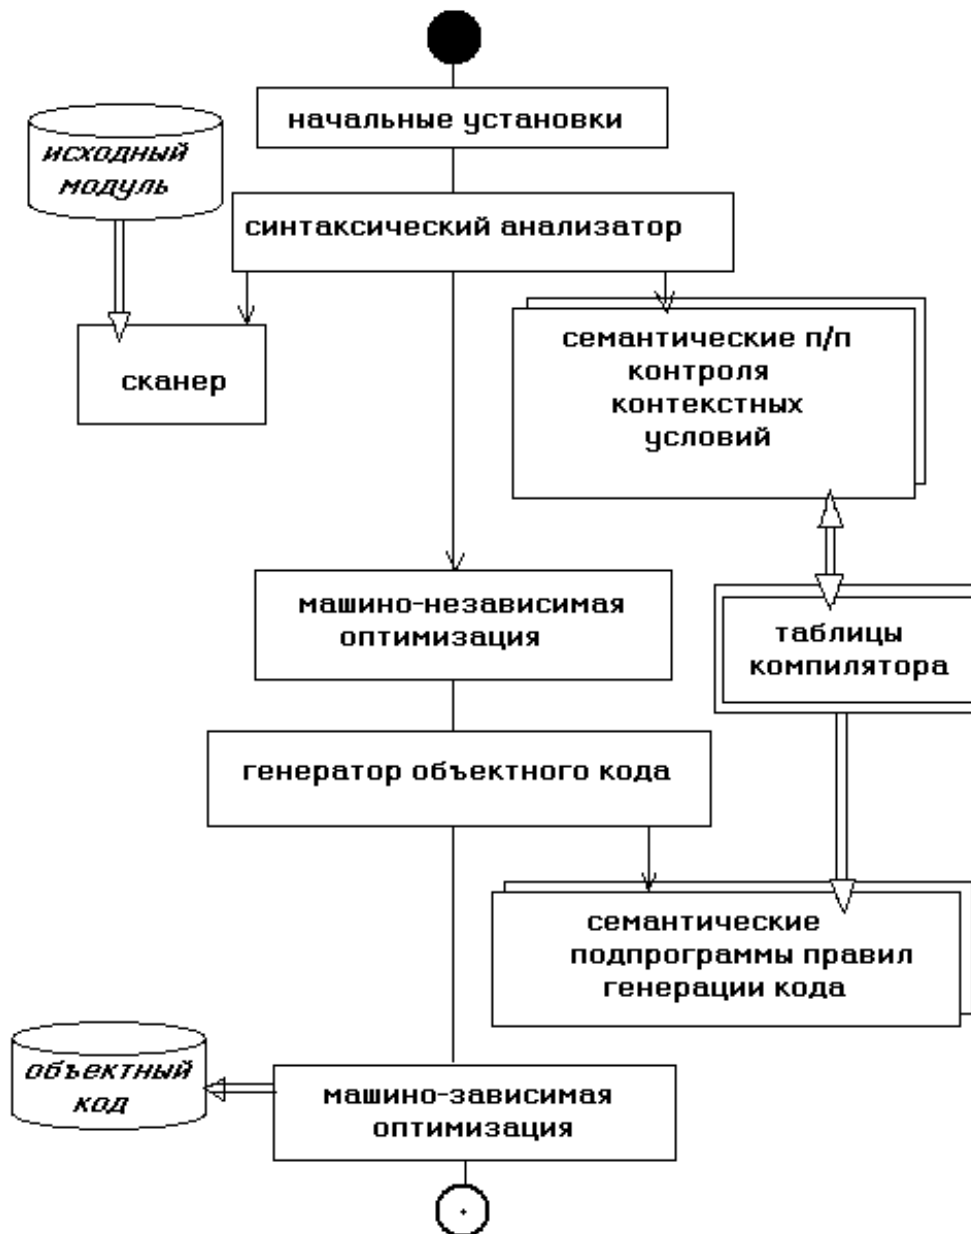 начальные установки
исходный
модуль
синтаксический анализатор
сканер
семантические п/п
контроля
контекстных
условий
машино-независимая
оптимизация
таблицы
компилятора
генератор объектного кода
семантические
подпрограммы правил
генерации кода
объектный
код
машино-зависимая
оптимизация